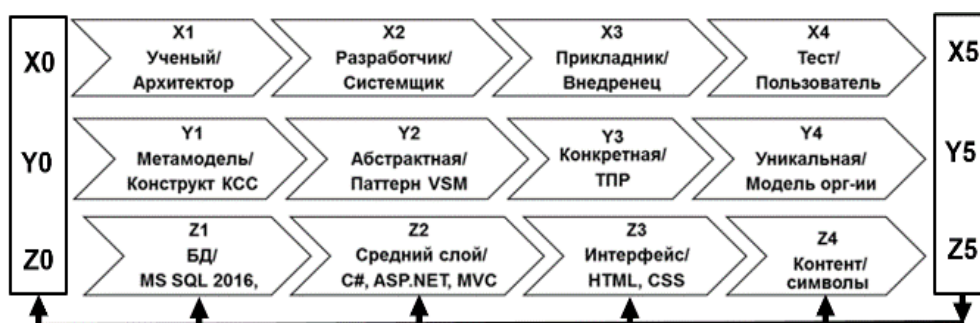 X0
X1
Ученый/
Архитектор
X2
Разработчик/
Системщик
X3
Прикладник/
Внедренец
X4
Тест/
Пользователь
X5
Y0
Y1
Метамодель/
Конструкт КСС
Y2
Абстрактная/
Паттерн VSM
Y3
Конкретная/
ТПР
Y4
Уникальная/
Модель орг-ии
Y5
Z0
Z1
БД/
MS SQL 2016,
Z2
Средний слой/
C#, ASP.NET, MVC
Z3
Интерфейс/
HTML, CSS
Z4
Контент/
символы
Z5